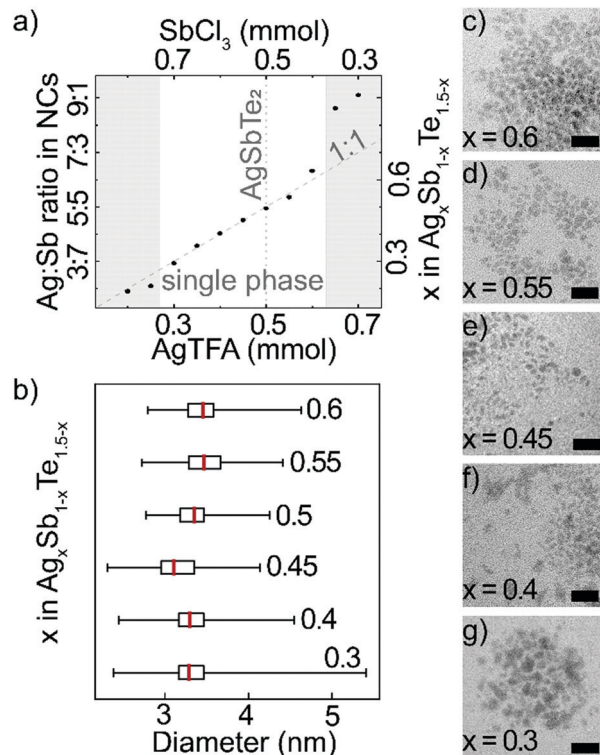 a)
SbCl₃ (mmol)
0.7 0.5 0.3
Ag:Sb ratio in NCs
9:1
7:3
5:5
3:7
AgSbTe₂
1:1
single phase
0.6
0.3
x in AgₓSb₁₋ₓTe₁.₅₋ₓ
0.3 0.5 0.7
AgTFA (mmol)
b)
x in AgₓSb₁₋ₓTe₁.₅₋ₓ
0.6
0.55
0.5
0.45
0.4
0.3
3 4 5
Diameter (nm)
c)
x = 0.6
d)
x = 0.55
e)
x = 0.45
f)
x = 0.4
g)
x = 0.3